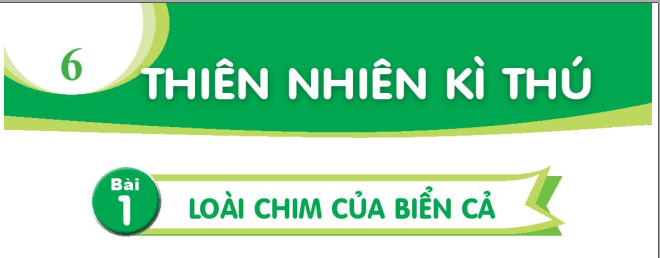 6
THIÊN NHIÊN KÌ THÚ
Bài
1
LOÀI CHIM CỦA BIỂN CẢ